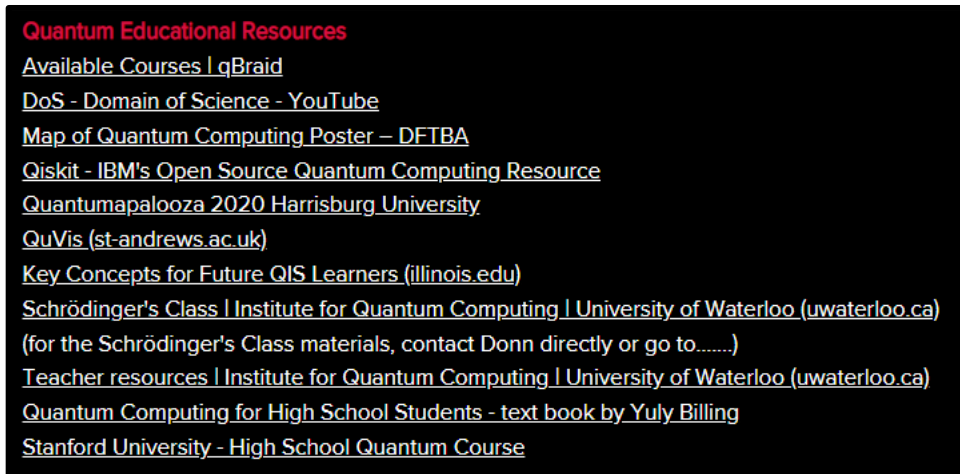 Quantum Educational Resources
Available Courses | qBraid
DoS - Domain of Science - YouTube
Map of Quantum Computing Poster – DFTBA
Qiskit - IBM's Open Source Quantum Computing Resource
Quantumapalooza 2020 Harrisburg University
QuVis (st-andrews.ac.uk)
Key Concepts for Future QIS Learners (illinois.edu)
Schrödinger's Class | Institute for Quantum Computing | University of Waterloo (uwaterloo.ca)
(for the Schrödinger's Class materials, contact Donn directly or go to.......)
Teacher resources | Institute for Quantum Computing | University of Waterloo (uwaterloo.ca)
Quantum Computing for High School Students - text book by Yuly Billing
Stanford University - High School Quantum Course